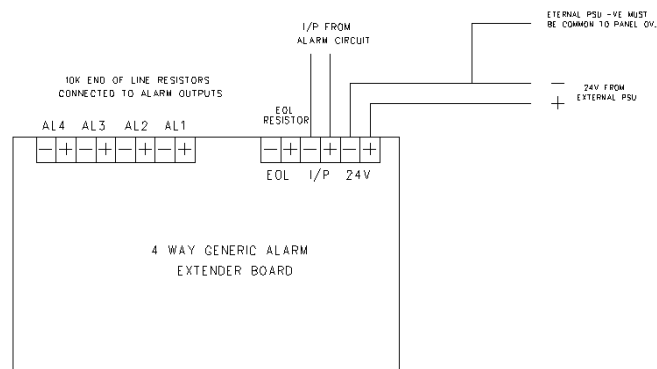 ETERNAL PSU -VE MUST
BE COMMON TO PANEL 0V.
I/P FROM
ALARM CIRCUIT
10K END OF LINE RESISTORS
CONNECTED TO ALARM OUTPUTS
24V FROM
EXTERNAL PSU
−
+
EOL
RESISTOR
AL4 AL3 AL2 AL1
− + − + − + − +
− + − + − +
EOL I/P 24V
4 WAY GENERIC ALARM
EXTENDER BOARD